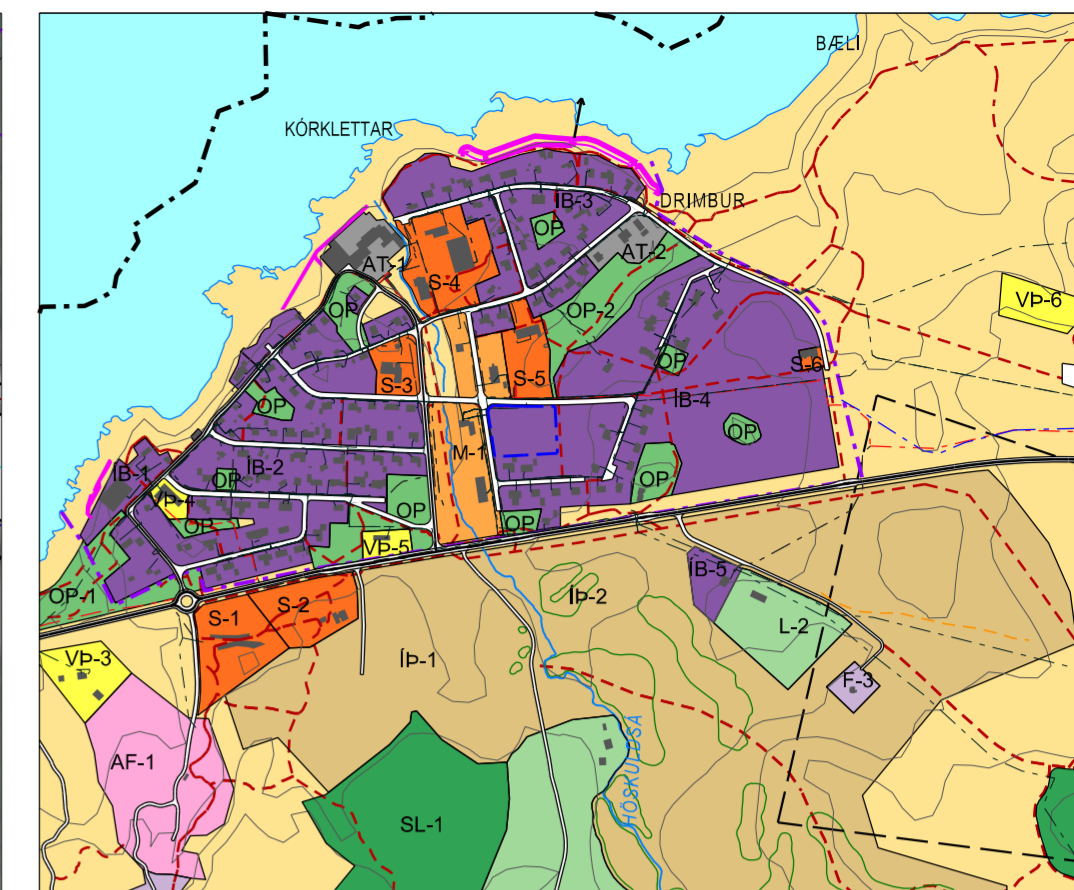 BÆLI
KÓRKLETTAR
DRIMBUR
ÍB-3
OP
AT-2
AT-1
S-4
VÞ-6
OP
OP-2
S-6
OP
S-3
S-5
ÍB-4
OP
OP
M-1
ÍB-1
ÍB-2
OP
OP
VÞ-4
OP
OP
OP
VÞ-5
ÍB-5
OP-1
S-1
S-2
ÍÞ-2
L-2
VÞ-3
ÍÞ-1
F-3
AF-1
HÖSKULDSÁ
SL-1